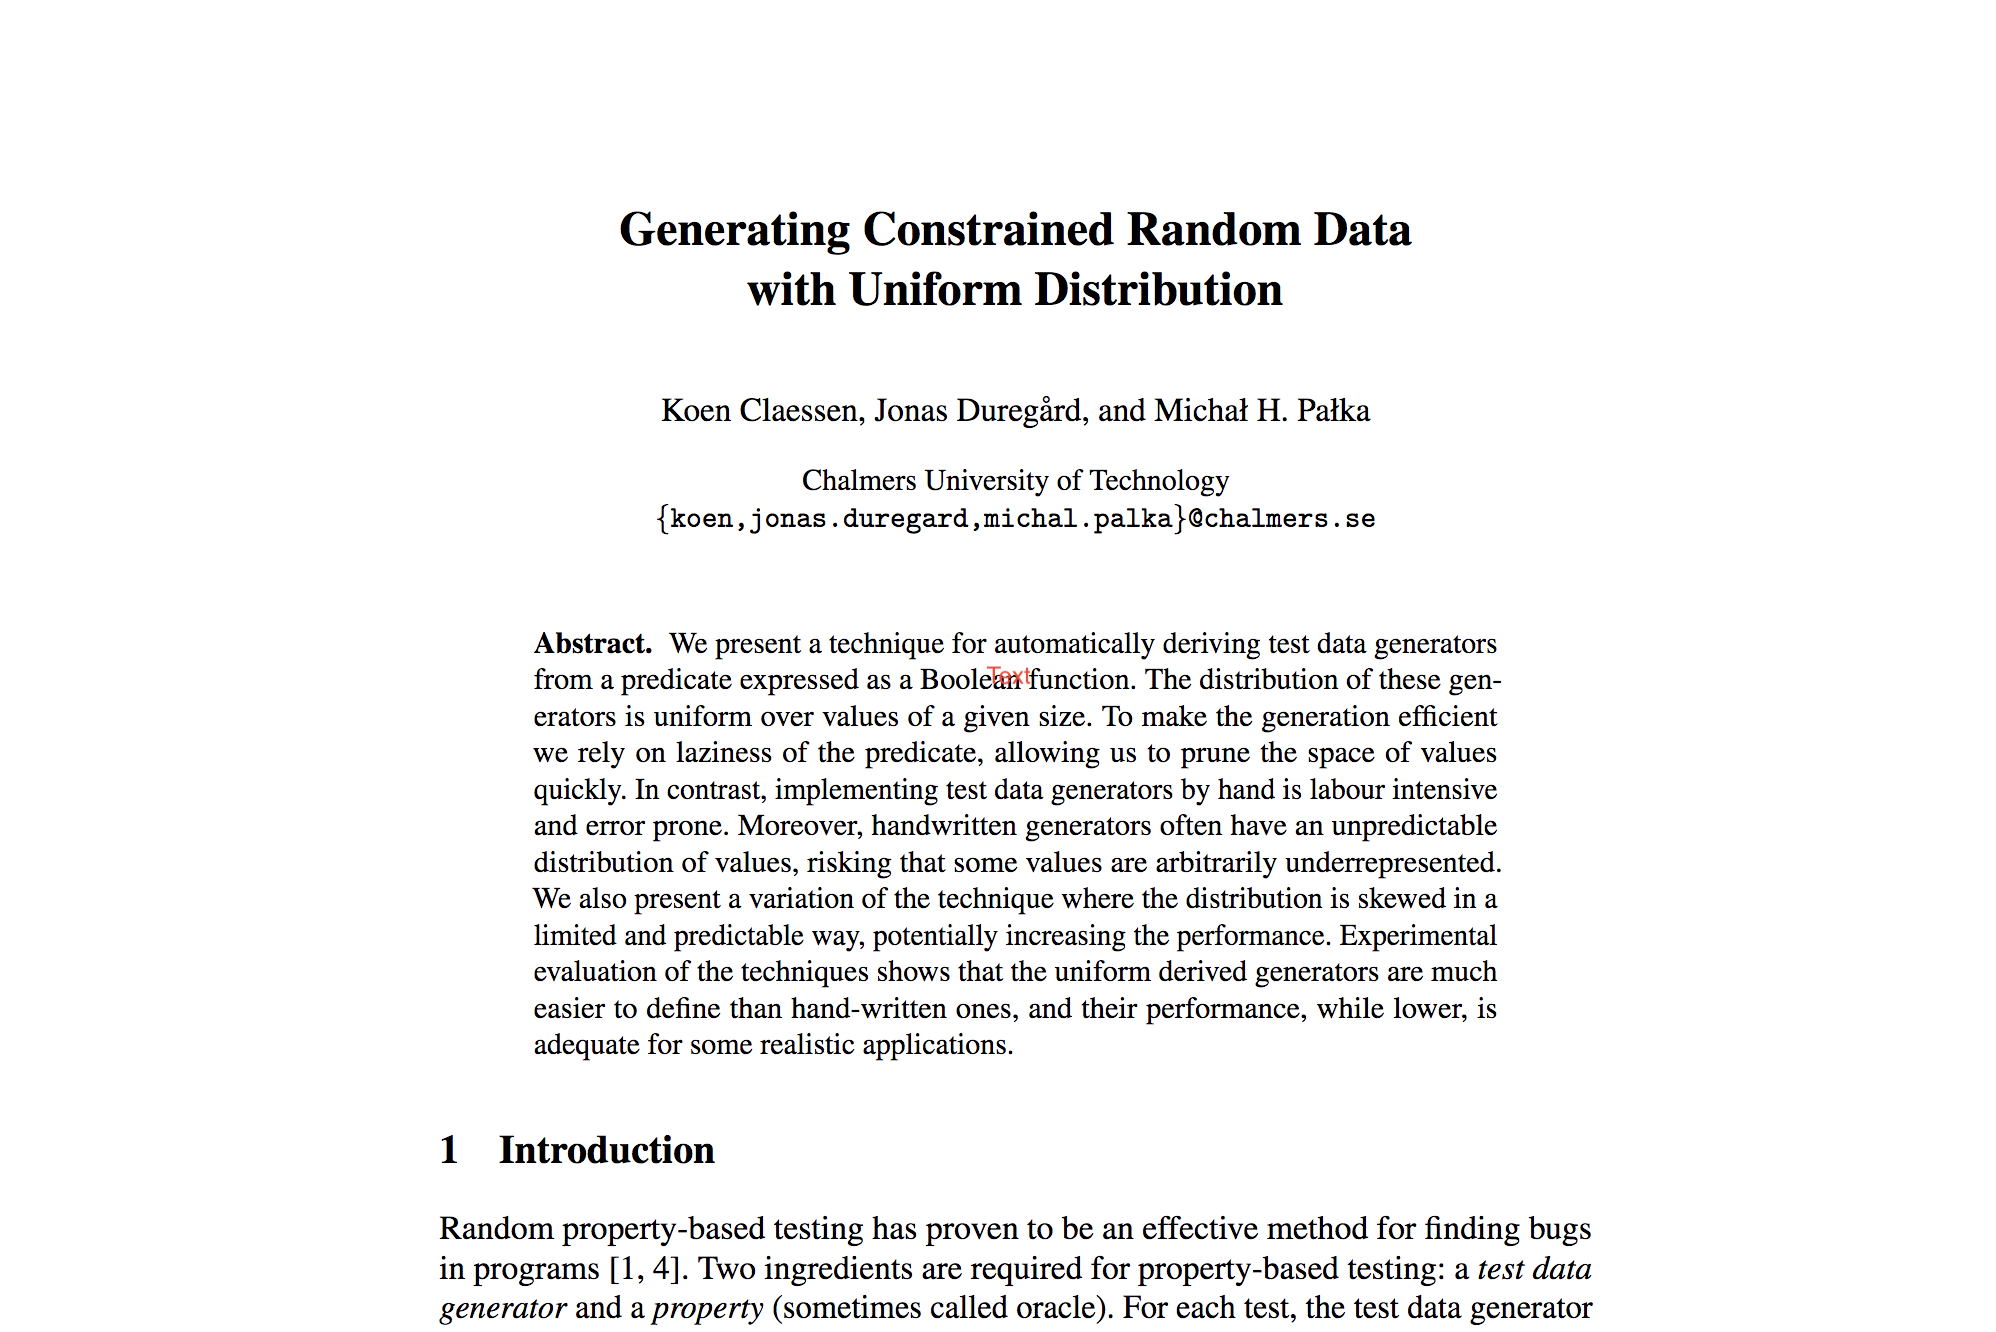 Generating Constrained Random Data
with Uniform Distribution
Koen Claessen, Jonas Duregård, and Michał H. Pałka
Chalmers University of Technology
{koen,jonas.duregard,michal.palka}@chalmers.se
Abstract. We present a technique for automatically deriving test data generators
from a predicate expressed as a Boolean function. The distribution of these gen-
erators is uniform over values of a given size. To make the generation efficient
we rely on laziness of the predicate, allowing us to prune the space of values
quickly. In contrast, implementing test data generators by hand is labour intensive
and error prone. Moreover, handwritten generators often have an unpredictable
distribution of values, risking that some values are arbitrarily underrepresented.
We also present a variation of the technique where the distribution is skewed in a
limited and predictable way, potentially increasing the performance. Experimental
evaluation of the techniques shows that the uniform derived generators are much
easier to define than hand-written ones, and their performance, while lower, is
adequate for some realistic applications.
Text
1 Introduction
Random property-based testing has proven to be an effective method for finding bugs
in programs [1, 4]. Two ingredients are required for property-based testing: a test data
generator and a property (sometimes called oracle). For each test, the test data generator